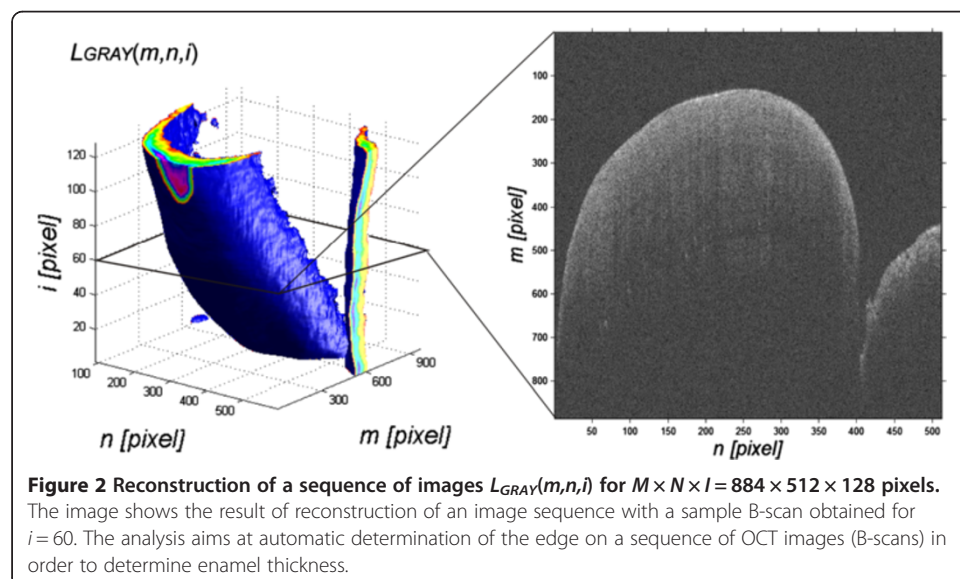 LGRAY(m,n,i)
120
100
80
60
40
20
i [pixel]
100
200
300
400
500
n [pixel]
300
600
900
m [pixel]
100
200
300
400
500
600
700
800
m [pixel]
50 100 150 200 250 300 350 400 450 500
n [pixel]
Figure 2 Reconstruction of a sequence of images LGRAY(m,n,i) for M × N × I = 884 × 512 × 128 pixels.
The image shows the result of reconstruction of an image sequence with a sample B-scan obtained for
i = 60. The analysis aims at automatic determination of the edge on a sequence of OCT images (B-scans) in
order to determine enamel thickness.